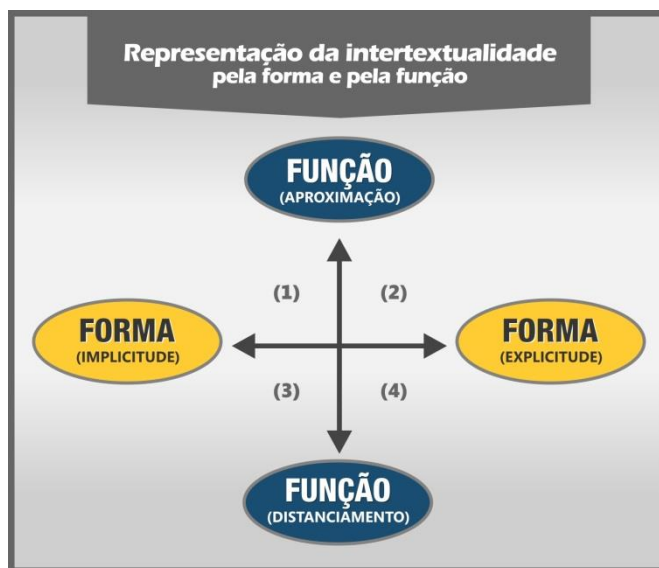 Representação da intertextualidade
pela forma e pela função
FUNÇÃO
(APROXIMAÇÃO)
(1)
(2)
FORMA
(IMPLICITUDE)
FORMA
(EXPLICITUDE)
(3)
(4)
FUNÇÃO
(DISTANCIAMENTO)